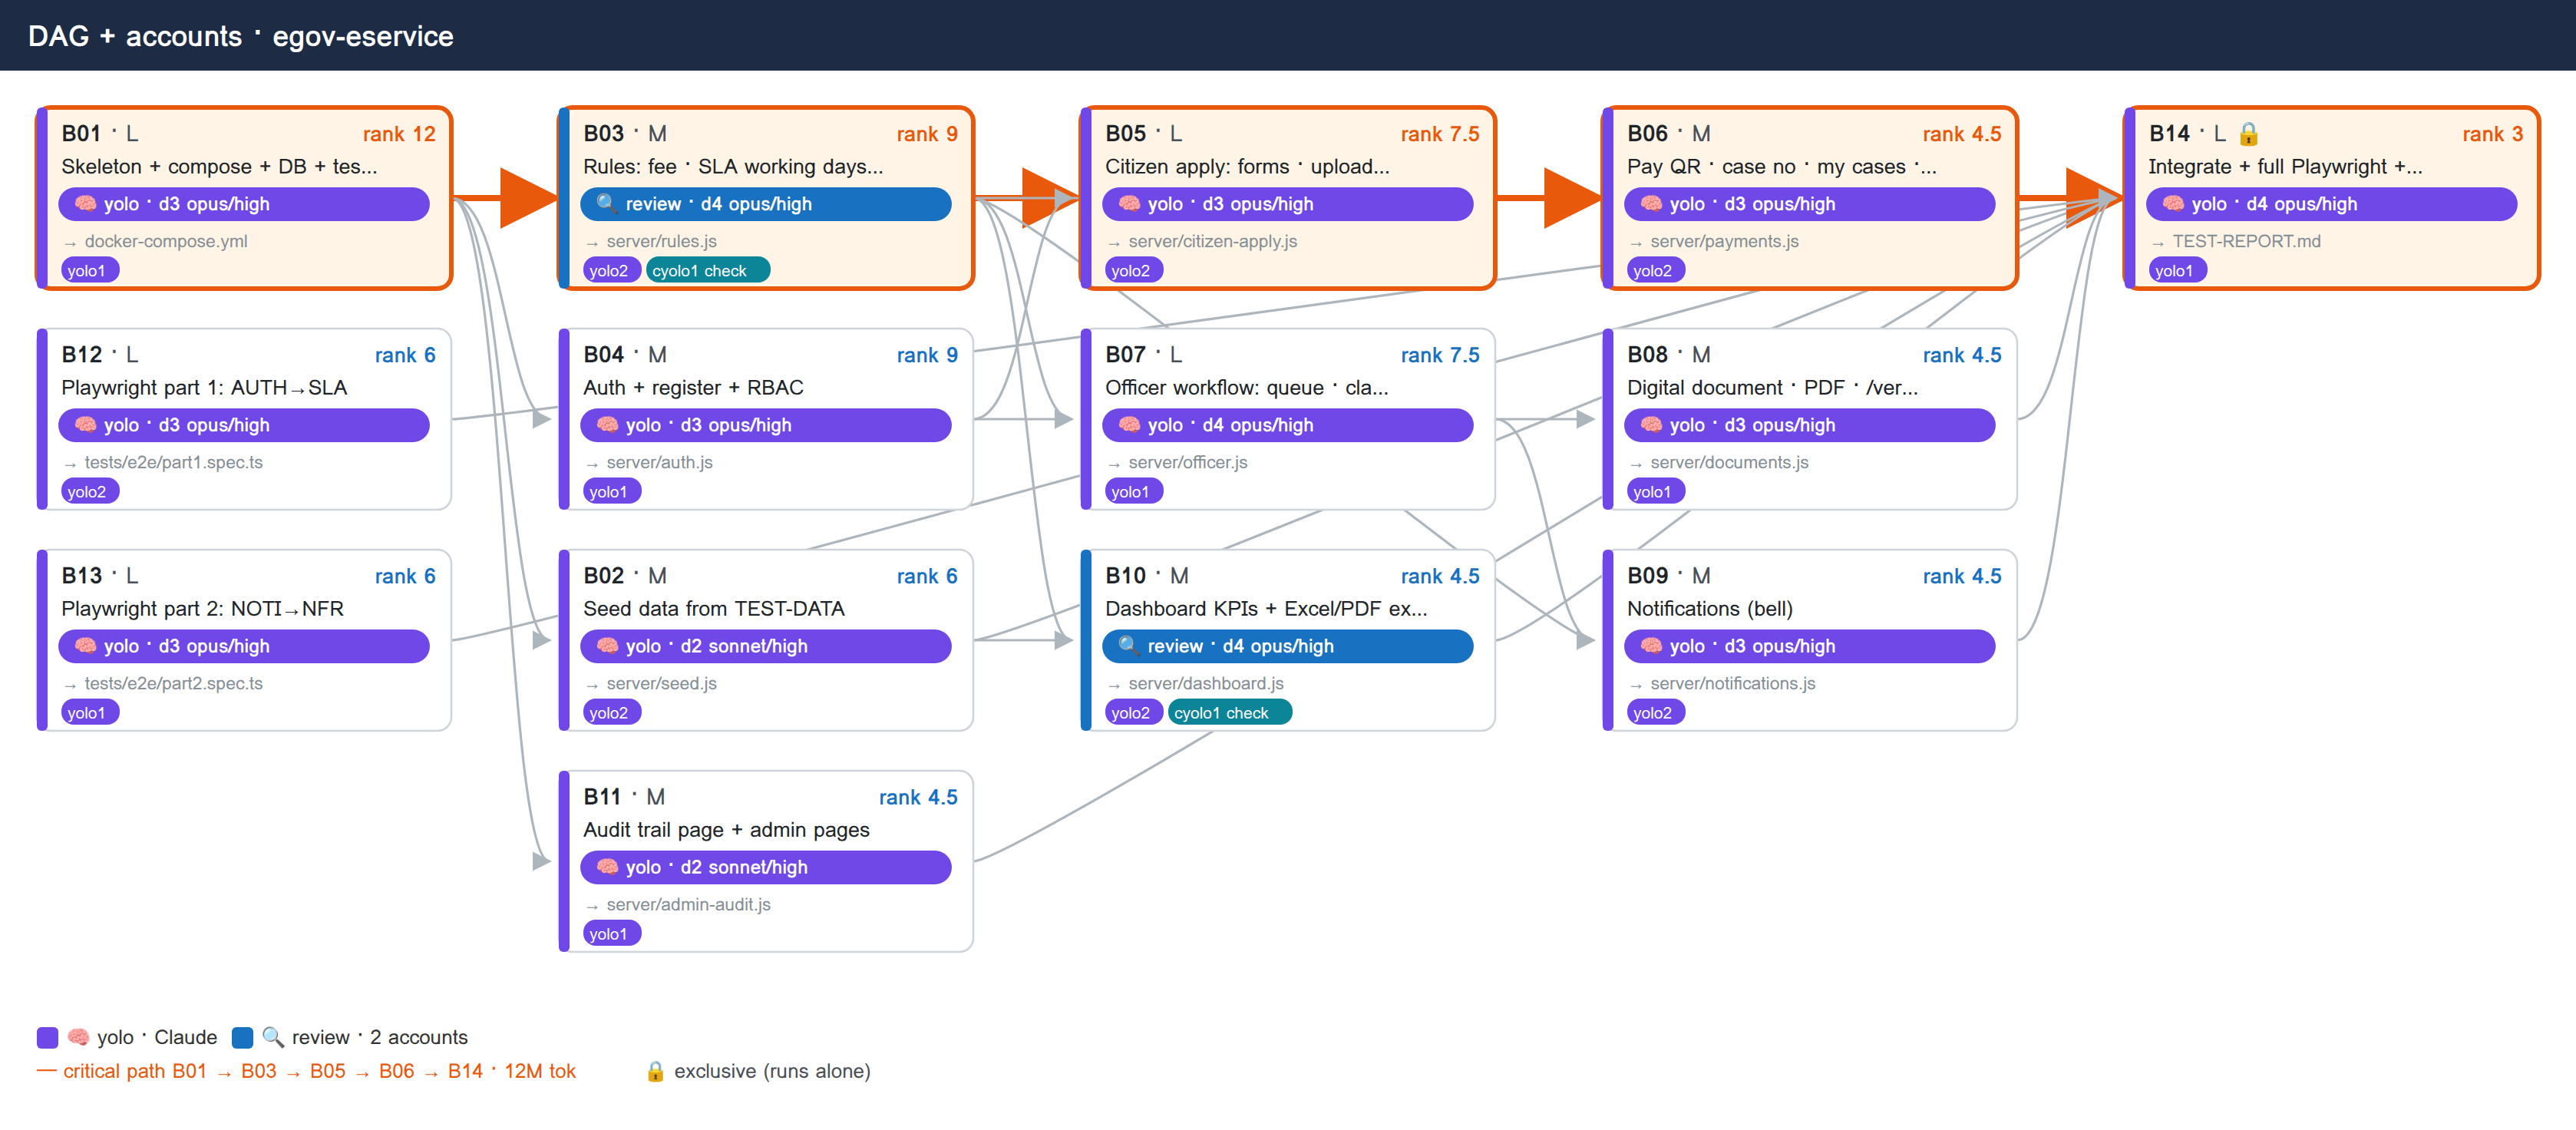 DAG + accounts · egov-eservice
B01 · L rank 12
Skeleton + compose + DB + tes...
🧠 yolo · d3 opus/high
→ docker-compose.yml
yolo1
B03 · M rank 9
Rules: fee · SLA working days...
🔍 review · d4 opus/high
→ server/rules.js
yolo2 cyolo1 check
B05 · L rank 7.5
Citizen apply: forms · upload...
🧠 yolo · d3 opus/high
→ server/citizen-apply.js
yolo2
B06 · M rank 4.5
Pay QR · case no · my cases ·...
🧠 yolo · d3 opus/high
→ server/payments.js
yolo2
B14 · L 🔒 rank 3
Integrate + full Playwright +...
🧠 yolo · d4 opus/high
→ TEST-REPORT.md
yolo1
B12 · L rank 6
Playwright part 1: AUTH→SLA
🧠 yolo · d3 opus/high
→ tests/e2e/part1.spec.ts
yolo2
B04 · M rank 9
Auth + register + RBAC
🧠 yolo · d3 opus/high
→ server/auth.js
yolo1
B07 · L rank 7.5
Officer workflow: queue · cla...
🧠 yolo · d4 opus/high
→ server/officer.js
yolo1
B08 · M rank 4.5
Digital document · PDF · /ver...
🧠 yolo · d3 opus/high
→ server/documents.js
yolo1
B13 · L rank 6
Playwright part 2: NOTI→NFR
🧠 yolo · d3 opus/high
→ tests/e2e/part2.spec.ts
yolo1
B02 · M rank 6
Seed data from TEST-DATA
🧠 yolo · d2 sonnet/high
→ server/seed.js
yolo2
B10 · M rank 4.5
Dashboard KPIs + Excel/PDF ex...
🔍 review · d4 opus/high
→ server/dashboard.js
yolo2 cyolo1 check
B09 · M rank 4.5
Notifications (bell)
🧠 yolo · d3 opus/high
→ server/notifications.js
yolo2
B11 · M rank 4.5
Audit trail page + admin pages
🧠 yolo · d2 sonnet/high
→ server/admin-audit.js
yolo1
🧠 yolo · Claude 🔍 review · 2 accounts
— critical path B01 → B03 → B05 → B06 → B14 · 12M tok 🔒 exclusive (runs alone)